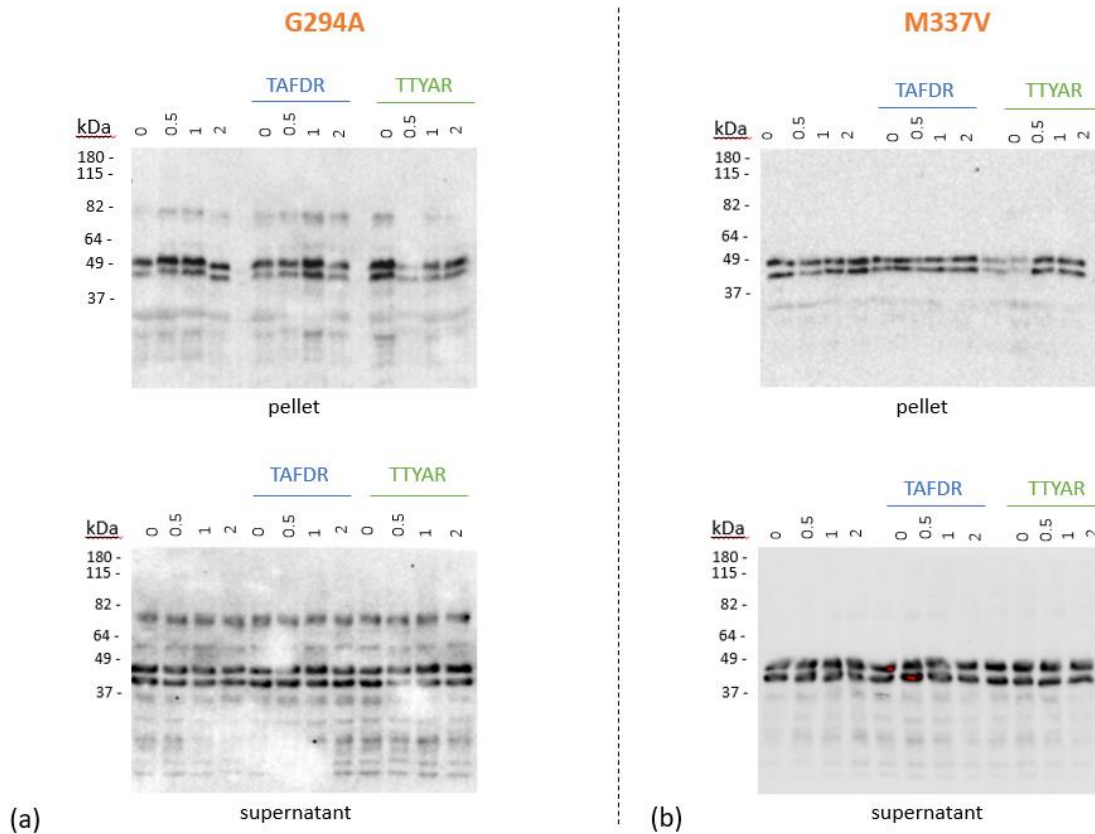 G294A
TAFDR TTYAR
kDa 0 0.5 1 2 0 0.5 1 2 0 0.5 1 2
180 -
115 -
82 -
64 -
49 -
37 -
pellet
TAFDR TTYAR
kDa 0 0.5 1 2 0 0.5 1 2 0 0.5 1 2
180 -
115 -
82 -
64 -
49 -
37 -
supernatant
(a)
M337V
TAFDR TTYAR
kDa 0 0.5 1 2 0 0.5 1 2 0 0.5 1 2
180 -
115 -
82 -
64 -
49 -
37 -
pellet
TAFDR TTYAR
kDa 0 0.5 1 2 0 0.5 1 2 0 0.5 1 2
180 -
115 -
82 -
64 -
49 -
37 -
supernatant
(b)